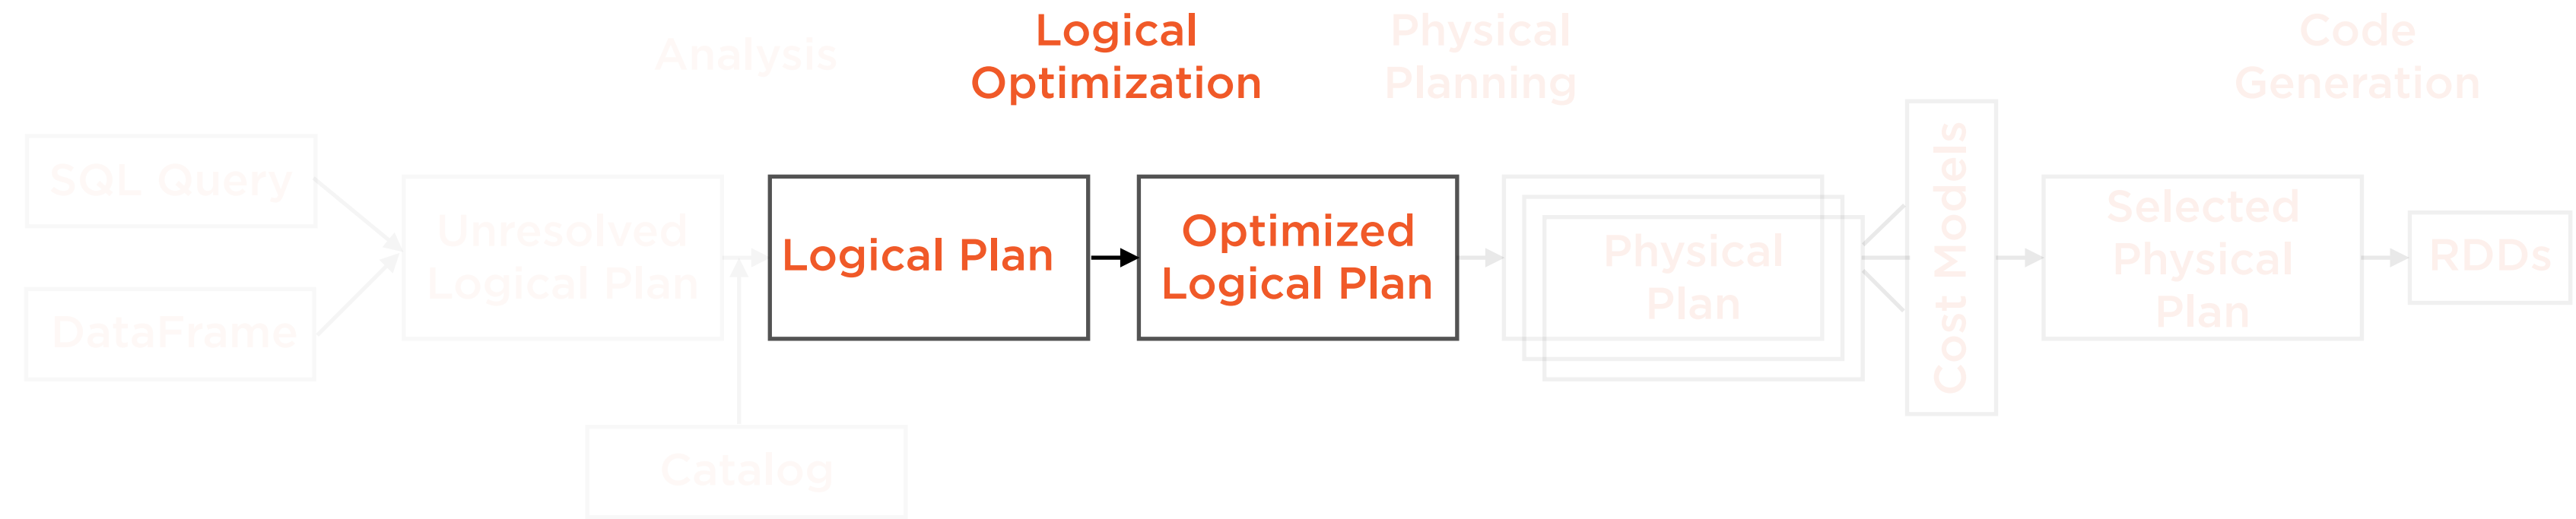 Analysis
Logical
Optimization
Physical
Planning
Code
Generation
SQL Query
DataFrame
Unresolved
Logical Plan
Catalog
Logical Plan
Optimized
Logical Plan
Physical
Plan
Cost Models
Selected
Physical
Plan
RDDs